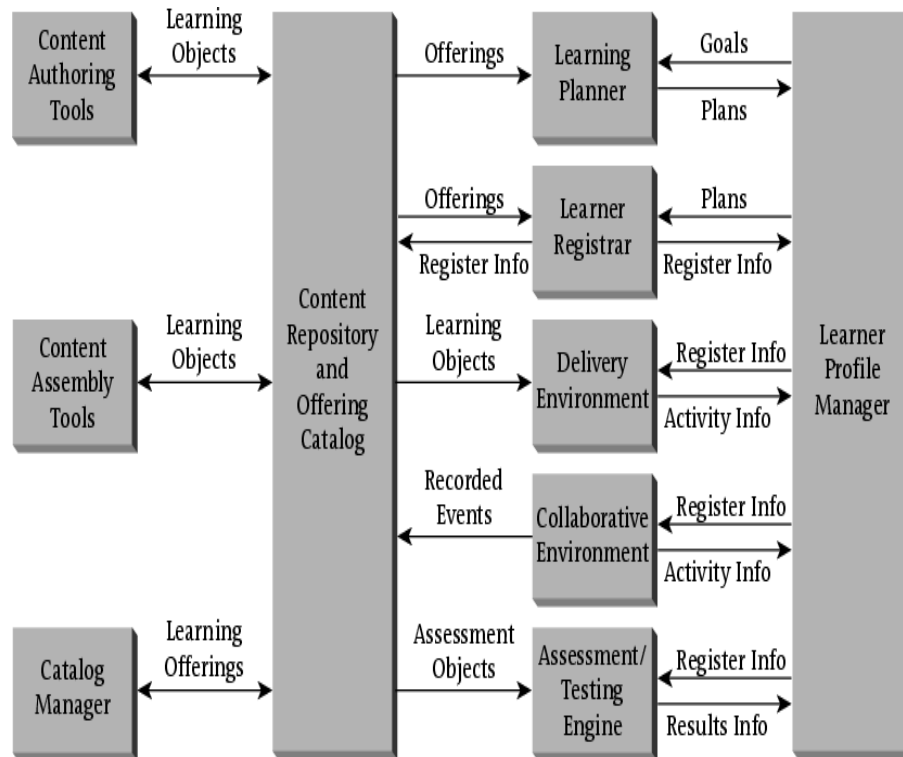 Content
Authoring
Tools
Learning
Objects
Offerings
Learning
Planner
Goals
Plans
Offerings
Register Info
Learner
Registrar
Plans
Register Info
Content
Assembly
Tools
Learning
Objects
Content
Repository
and
Offering
Catalog
Learning
Objects
Delivery
Environment
Register Info
Activity Info
Learner
Profile
Manager
Recorded
Events
Collaborative
Environment
Register Info
Activity Info
Catalog
Manager
Learning
Offerings
Assessment
Objects
Assessment/
Testing
Engine
Register Info
Results Info